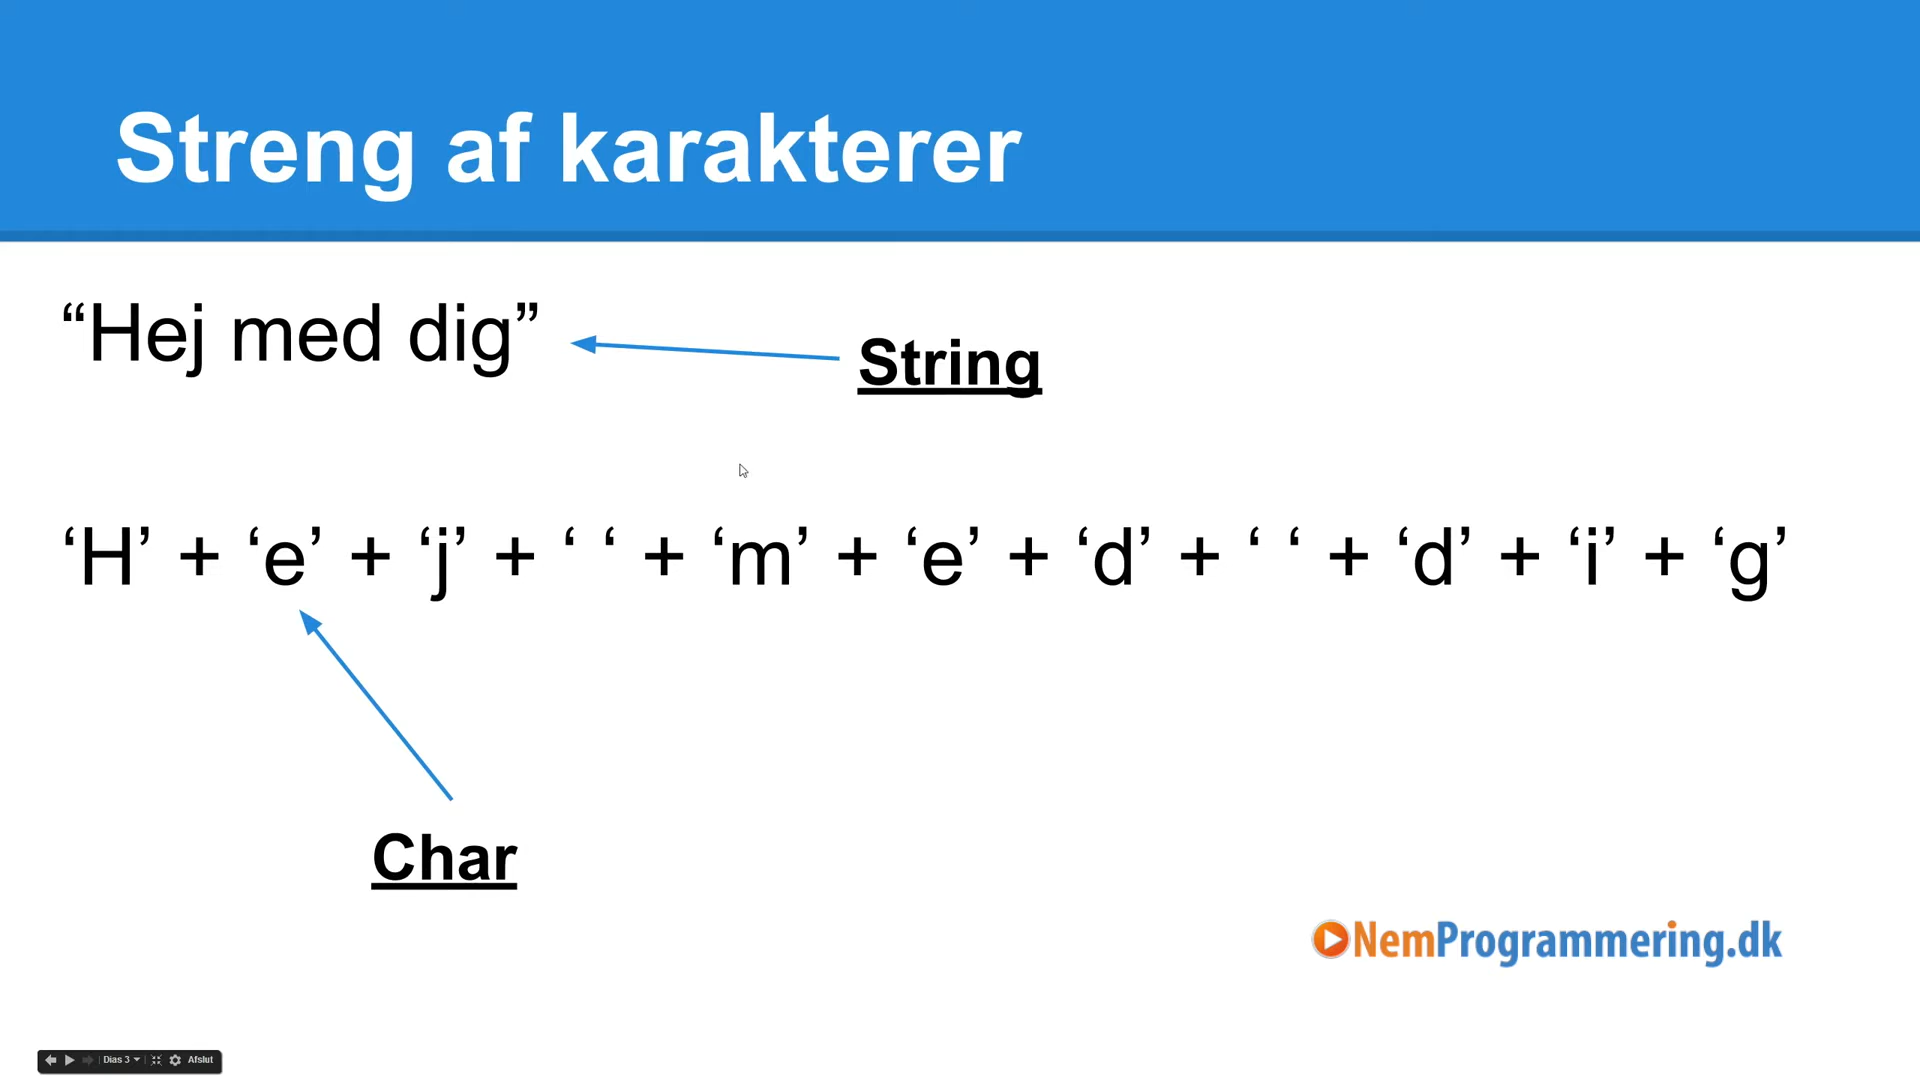 Streng af karakterer
“Hej med dig”
String
‘H’ + ‘e’ + ‘j’ + ‘ ‘ + ‘m’ + ‘e’ + ‘d’ + ‘ ‘ + ‘d’ + ‘i’ + ‘g’
Char
NemProgrammering.dk
Dias 3 Afslut